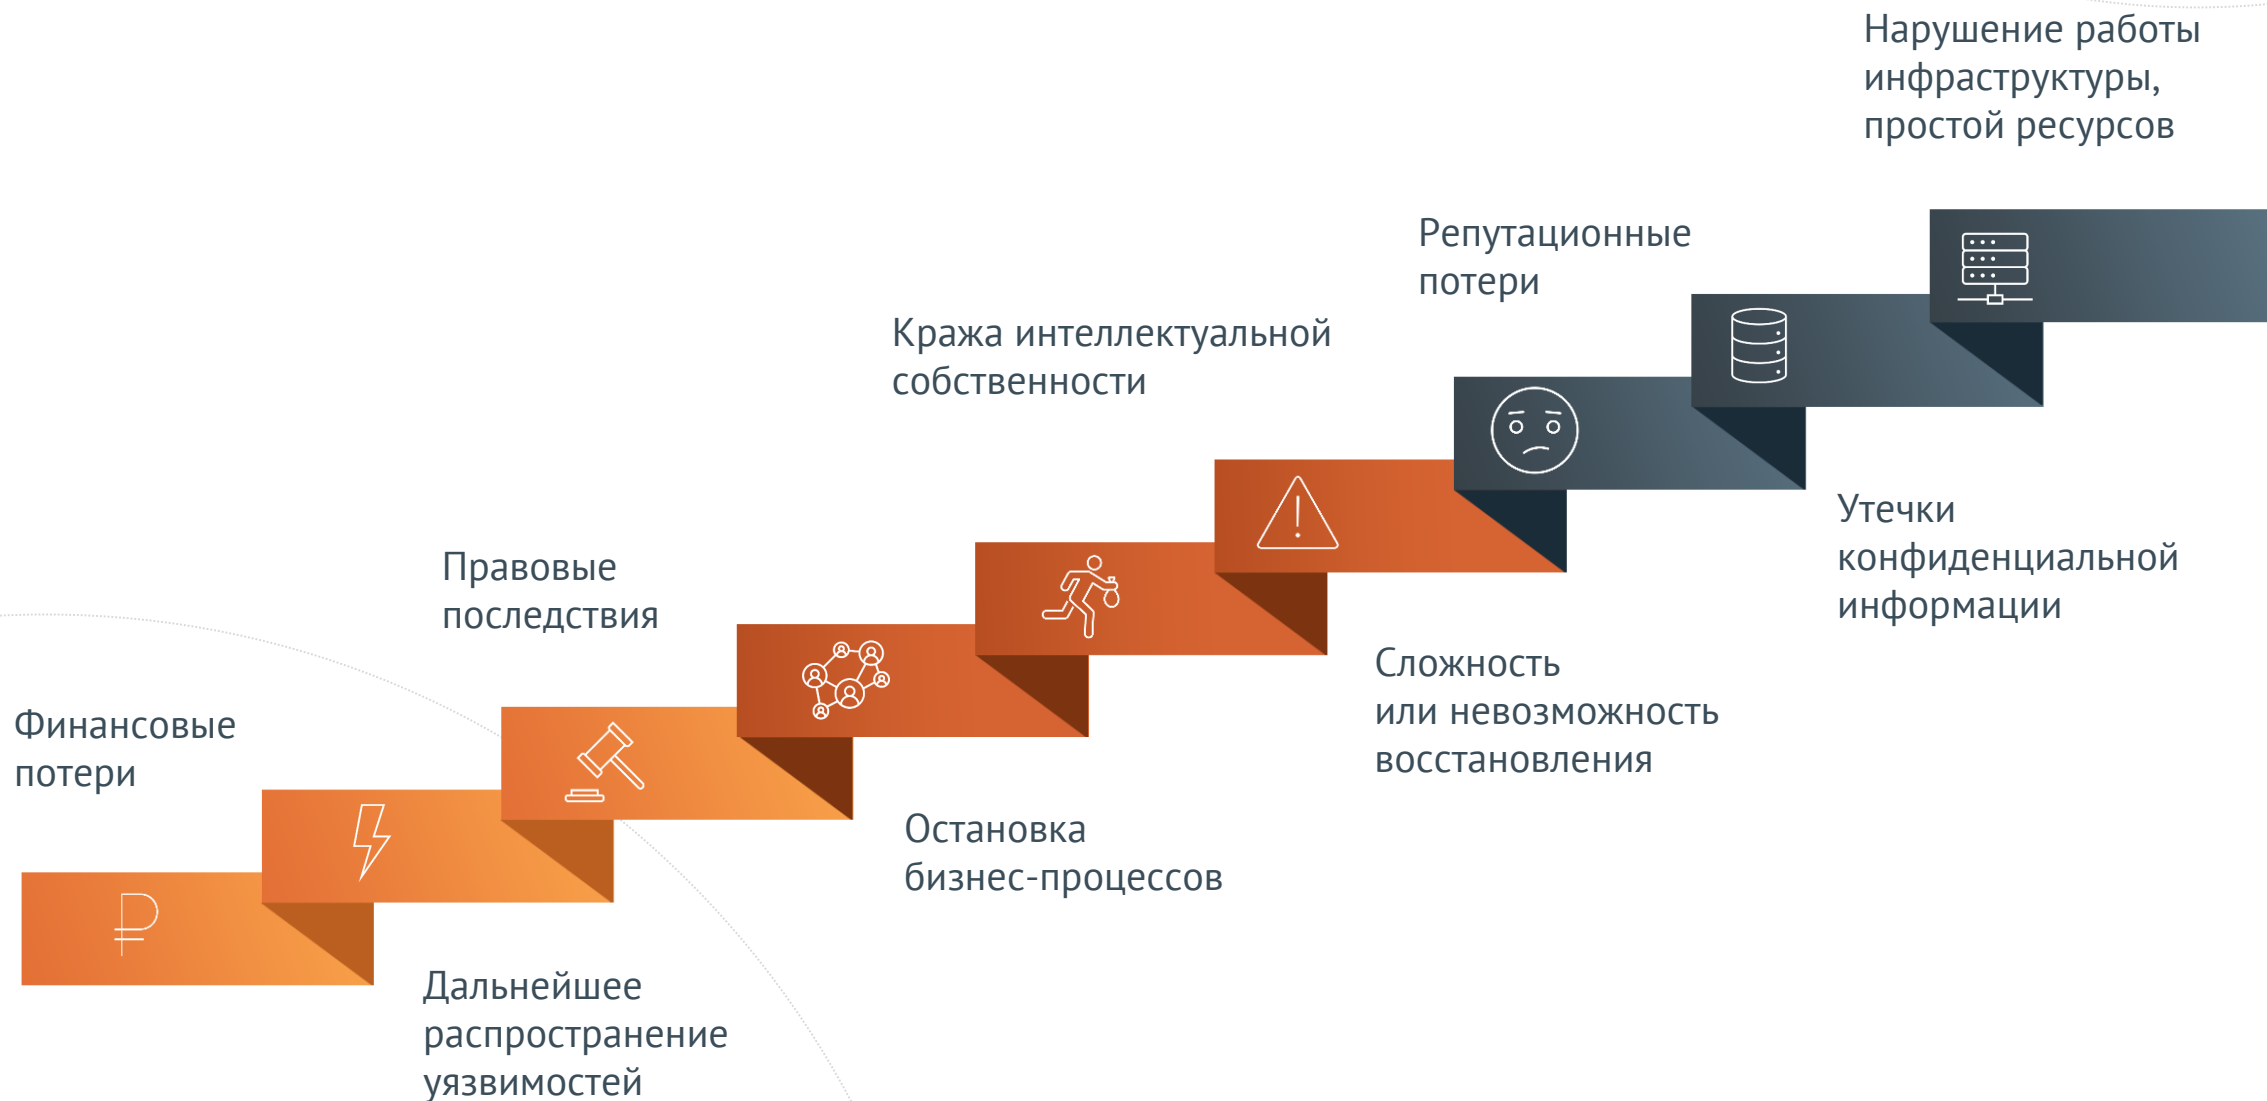 Нарушение работы
инфраструктуры,
простой ресурсов
Репутационные
потери
Кража интеллектуальной
собственности
Утечки
конфиденциальной
информации
Правовые
последствия
Сложность
или невозможность
восстановления
Финансовые
потери
Остановка
бизнес-процессов
Дальнейшее
распространение
уязвимостей